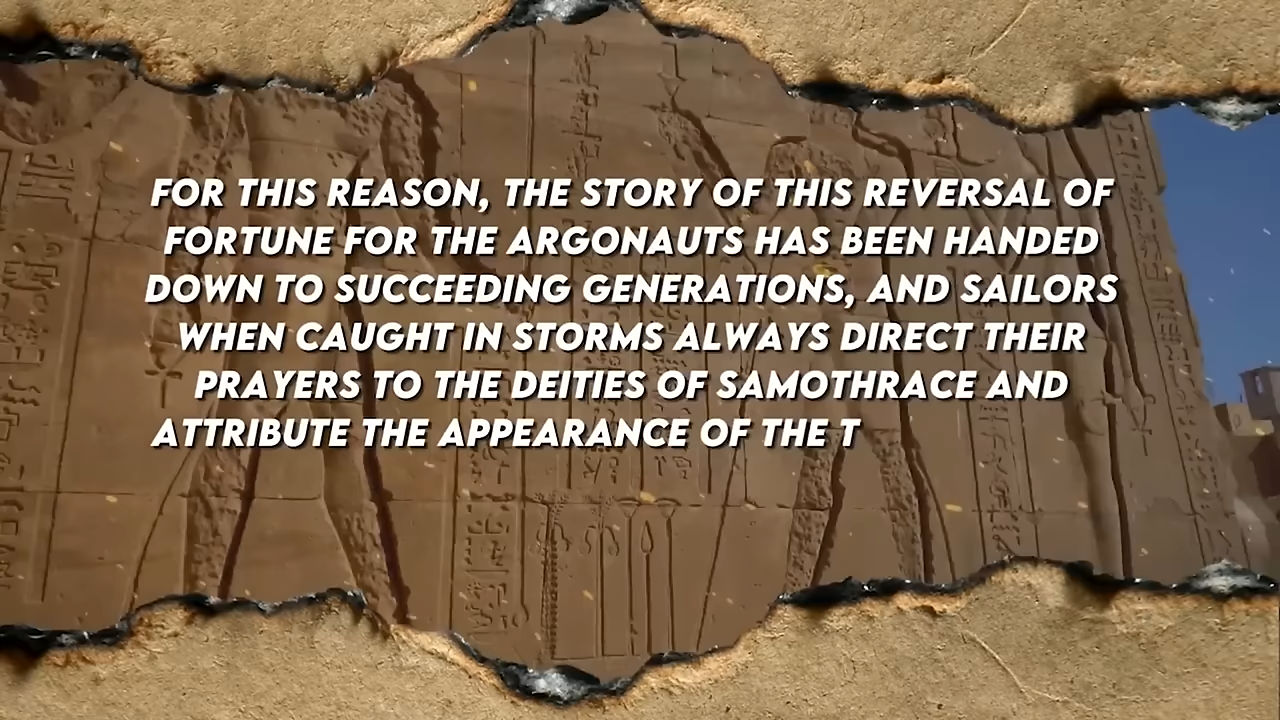 FOR THIS REASON, THE STORY OF THIS REVERSAL OF
FORTUNE FOR THE ARGONAUTS HAS BEEN HANDED
DOWN TO SUCCEEDING GENERATIONS, AND SAILORS
WHEN CAUGHT IN STORMS ALWAYS DIRECT THEIR
PRAYERS TO THE DEITIES OF SAMOTHRACE AND
ATTRIBUTE THE APPEARANCE OF THE T